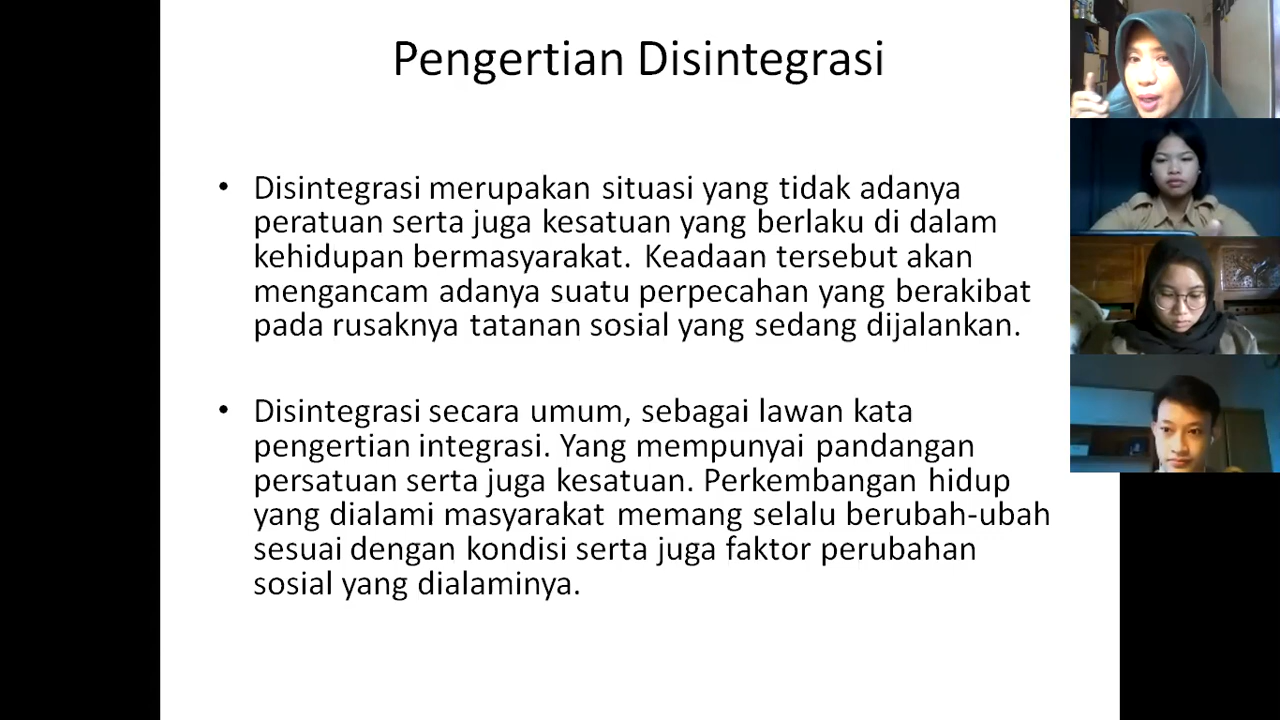 Pengertian Disintegrasi
• Disintegrasi merupakan situasi yang tidak adanya
peratuan serta juga kesatuan yang berlaku di dalam
kehidupan bermasyarakat. Keadaan tersebut akan
mengancam adanya suatu perpecahan yang berakibat
pada rusaknya tatanan sosial yang sedang dijalankan.
• Disintegrasi secara umum, sebagai lawan kata
pengertian integrasi. Yang mempunyai pandangan
persatuan serta juga kesatuan. Perkembangan hidup
yang dialami masyarakat memang selalu berubah-ubah
sesuai dengan kondisi serta juga faktor perubahan
sosial yang dialaminya.